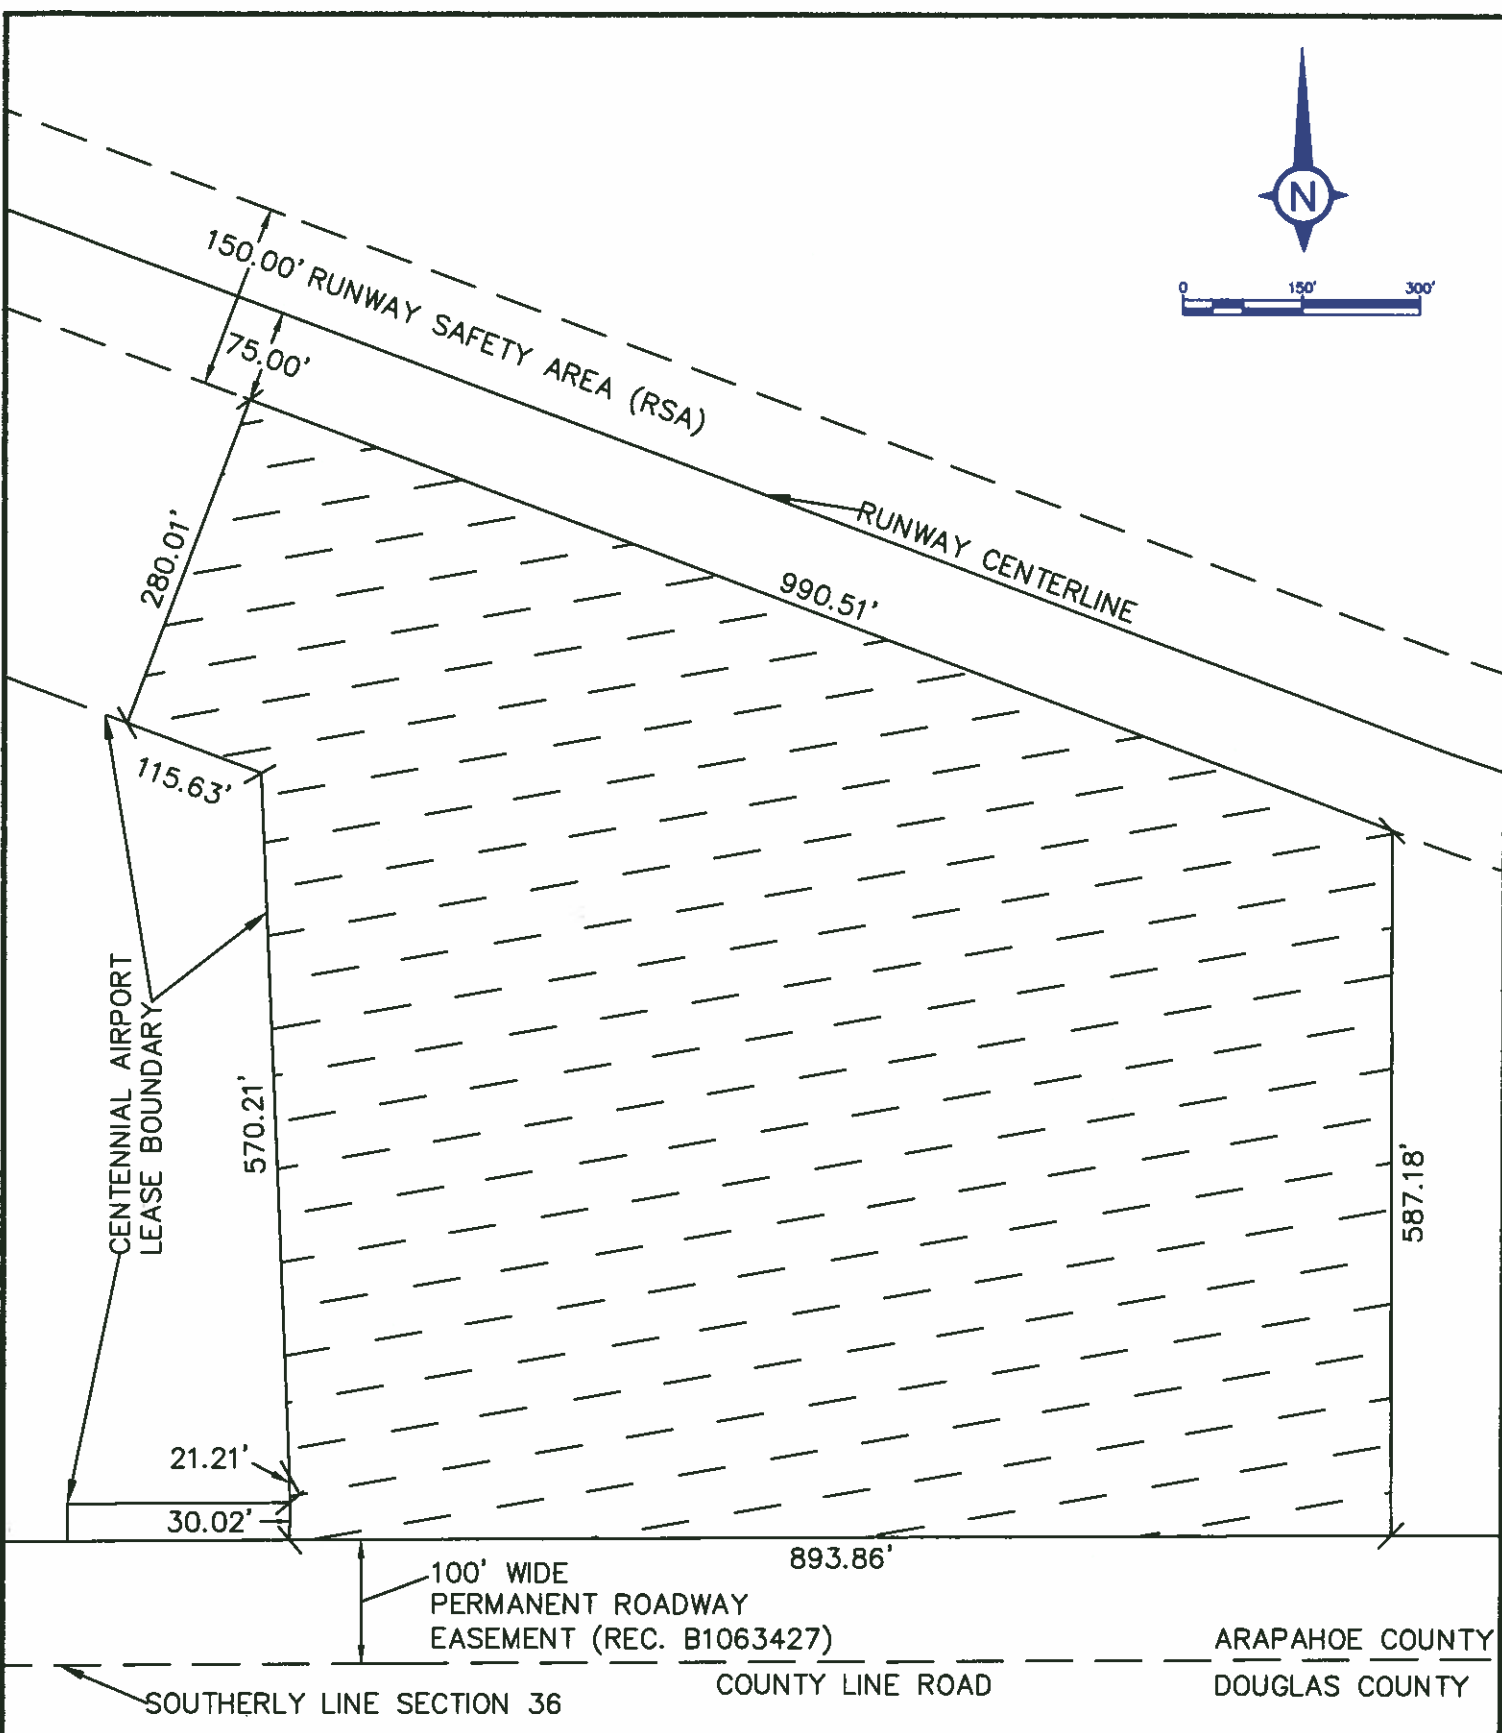 N
0 150' 300'
150.00' RUNWAY SAFETY AREA (RSA)
75.00'
RUNWAY CENTERLINE
280.01'
990.51'
115.63'
CENTENNIAL AIRPORT
LEASE BOUNDARY
570.21'
587.18'
21.21'
30.02'
893.86'
100' WIDE
PERMANENT ROADWAY
EASEMENT (REC. B1063427)
ARAPAHOE COUNTY
COUNTY LINE ROAD
DOUGLAS COUNTY
SOUTHERLY LINE SECTION 36